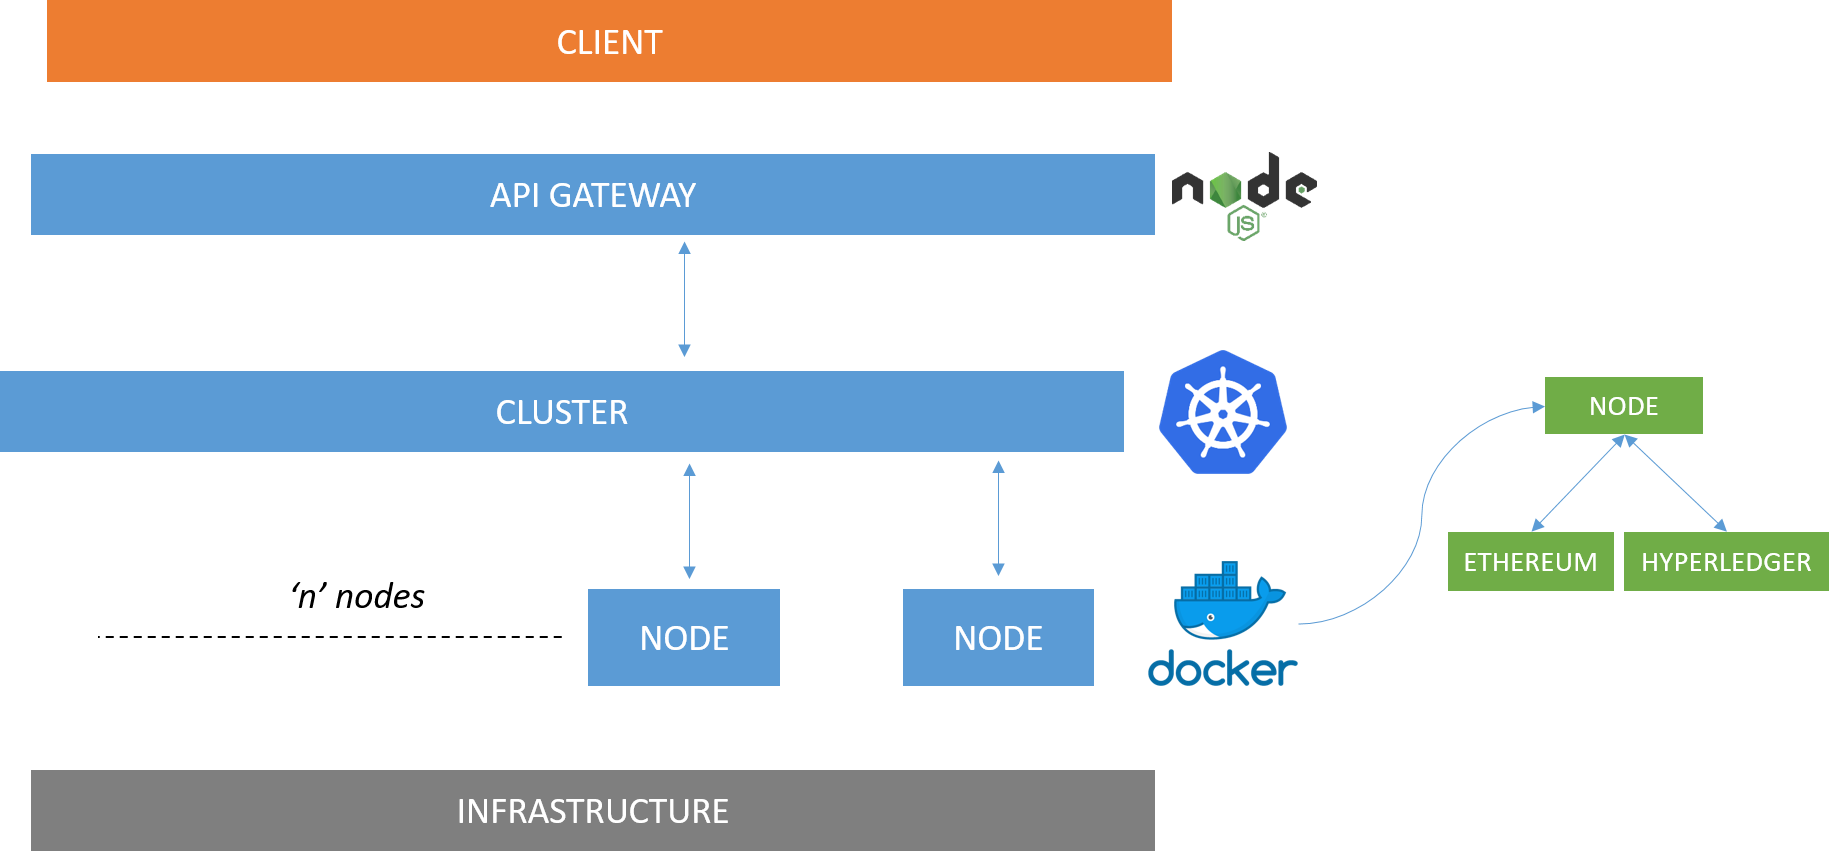 CLIENT
API GATEWAY
node
JS
®
CLUSTER
NODE
ETHEREUM
HYPERLEDGER
‘n’ nodes
NODE
NODE
docker
INFRASTRUCTURE